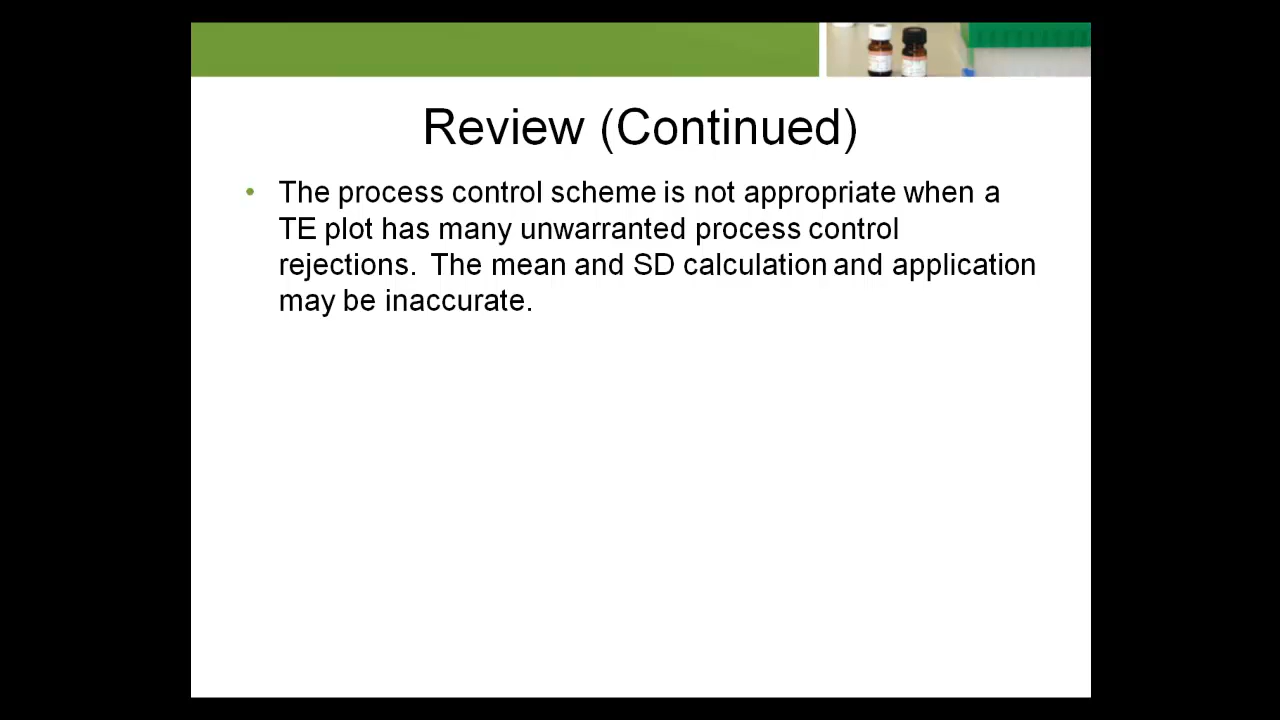 Review (Continued)
• The process control scheme is not appropriate when a
TE plot has many unwarranted process control
rejections.  The mean and SD calculation and application
may be inaccurate.